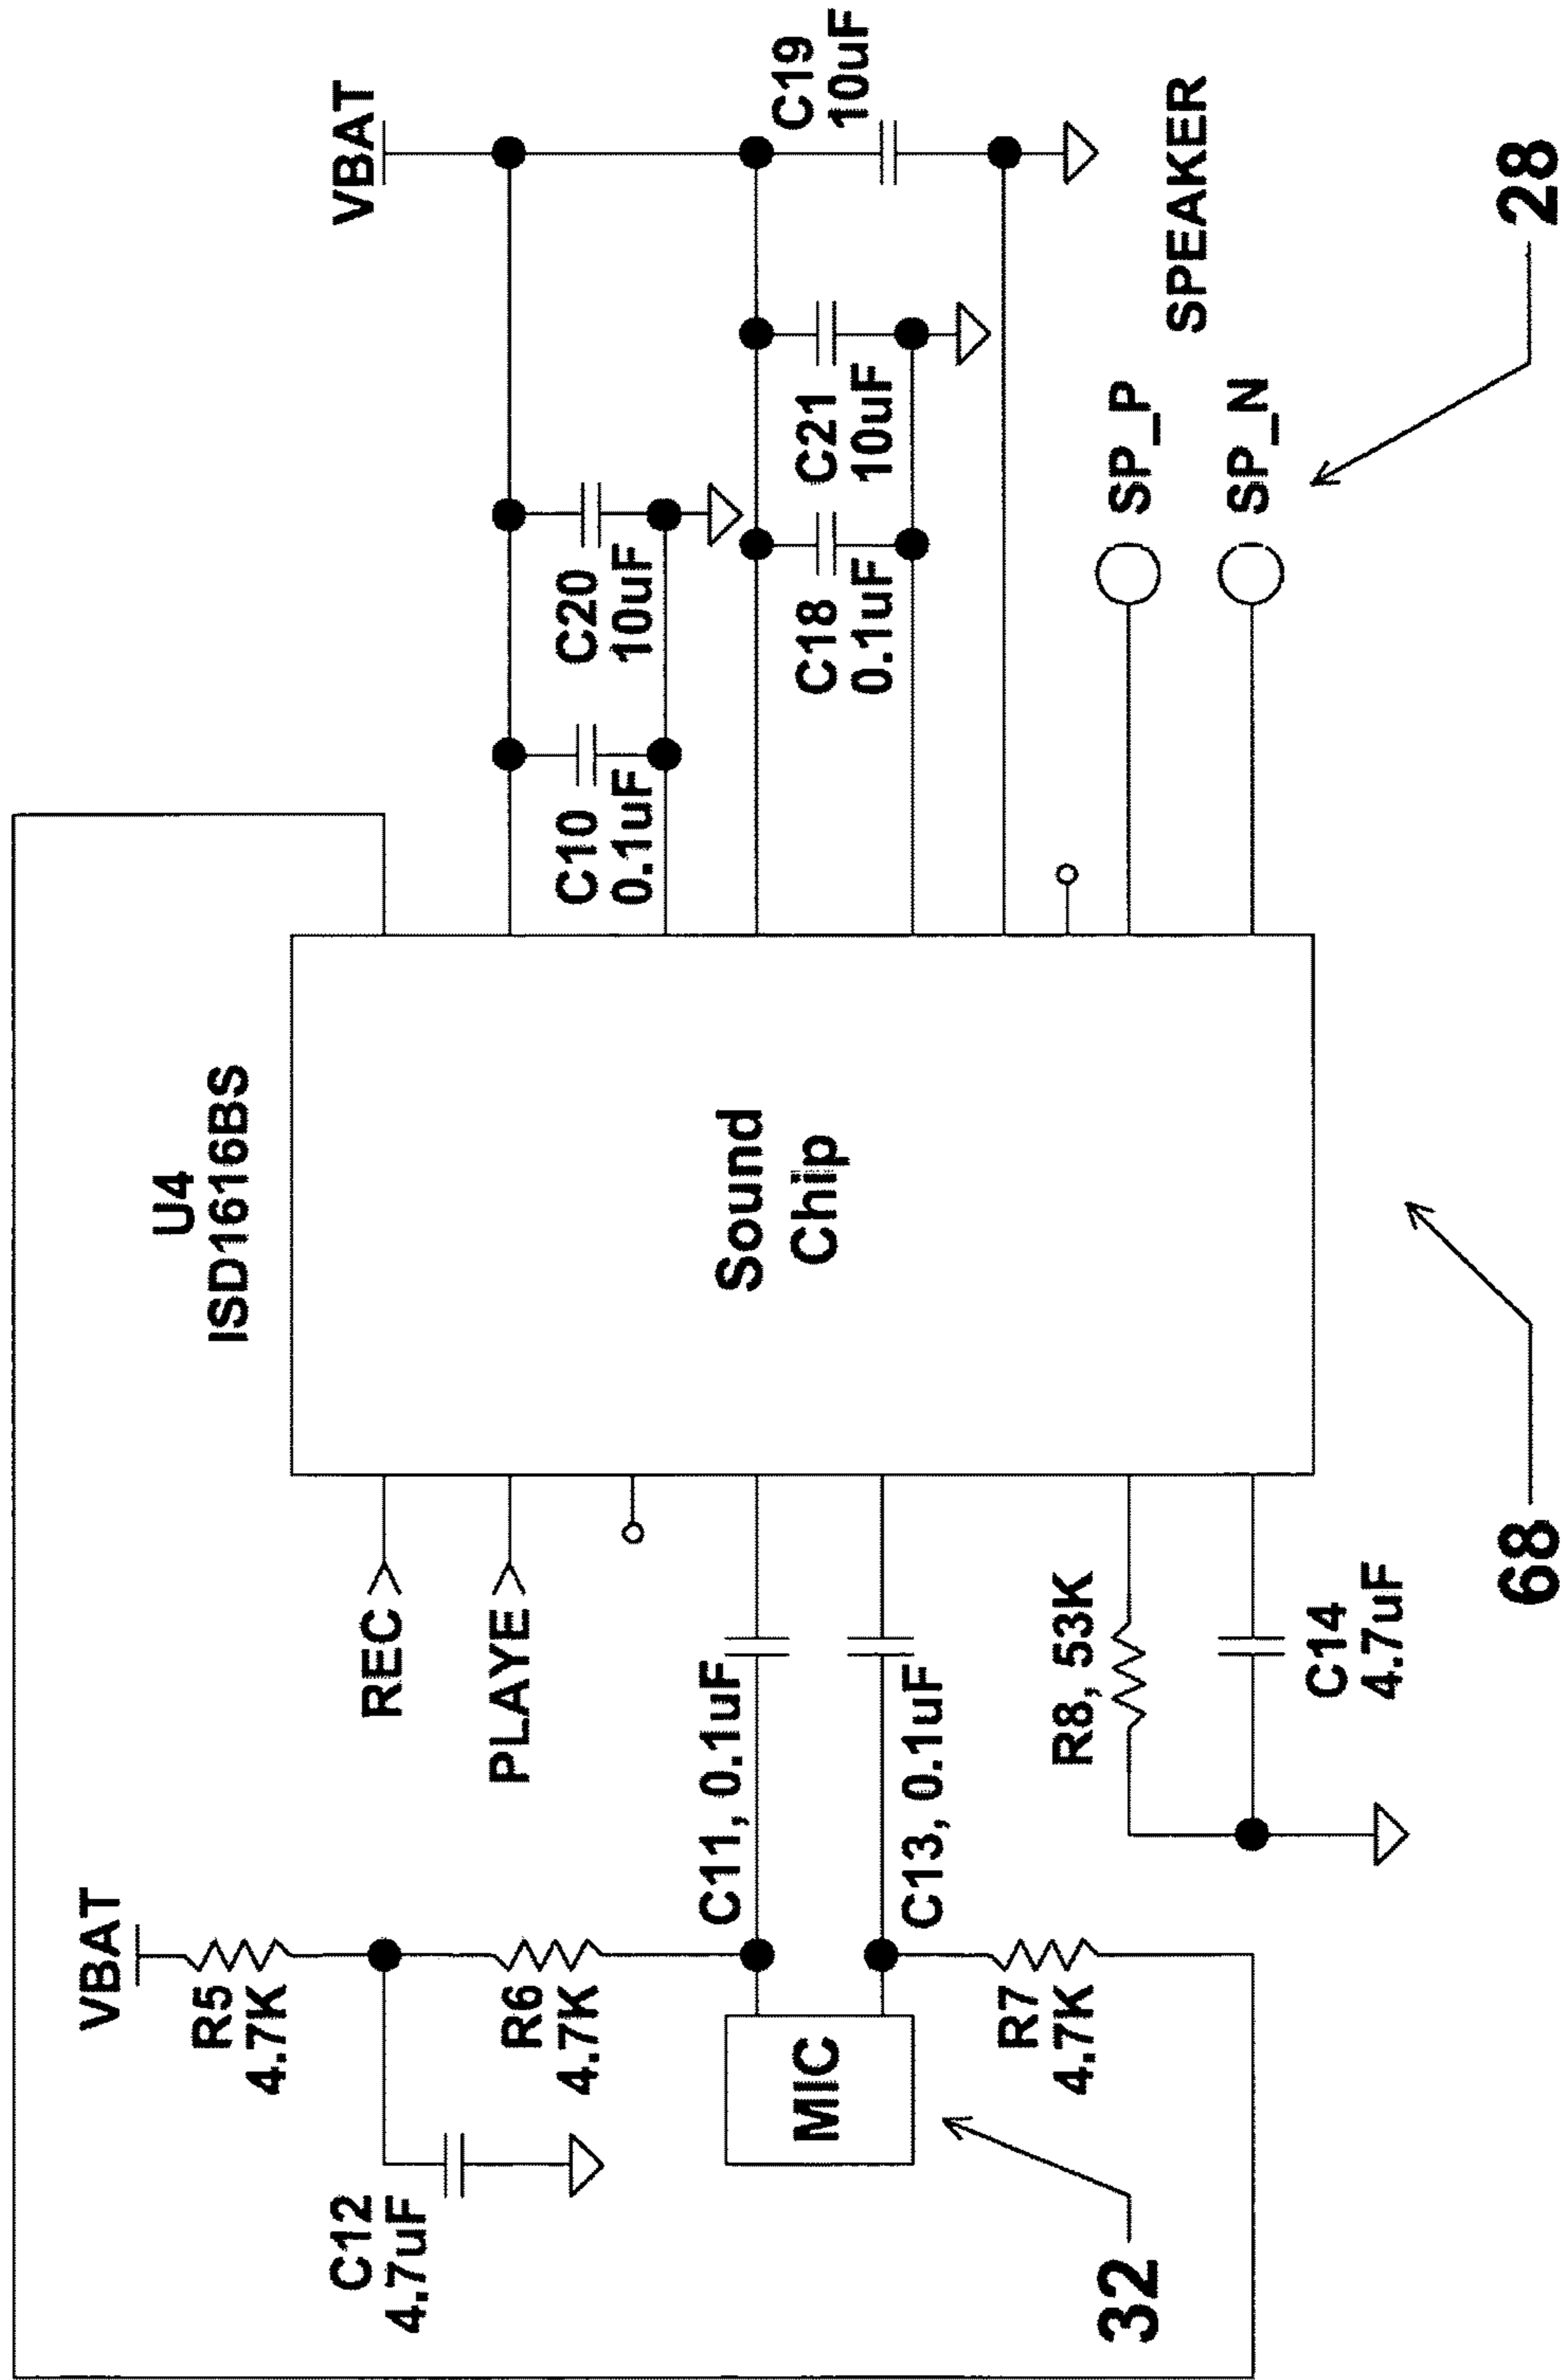 U4
ISD1616BS
VBAT
R5
4.7K
C12
4.7uF
R6
4.7K
REC
PLAYE
VBAT
C10
0.1uF
C20
10uF
C11, 0.1uF
MIC
C13, 0.1uF
R7
4.7K
32
Sound
Chip
C18
0.1uF
C21
10uF
C19
10uF
R8, 53K
C14
4.7uF
SP_P
SP_N
SPEAKER
68
28